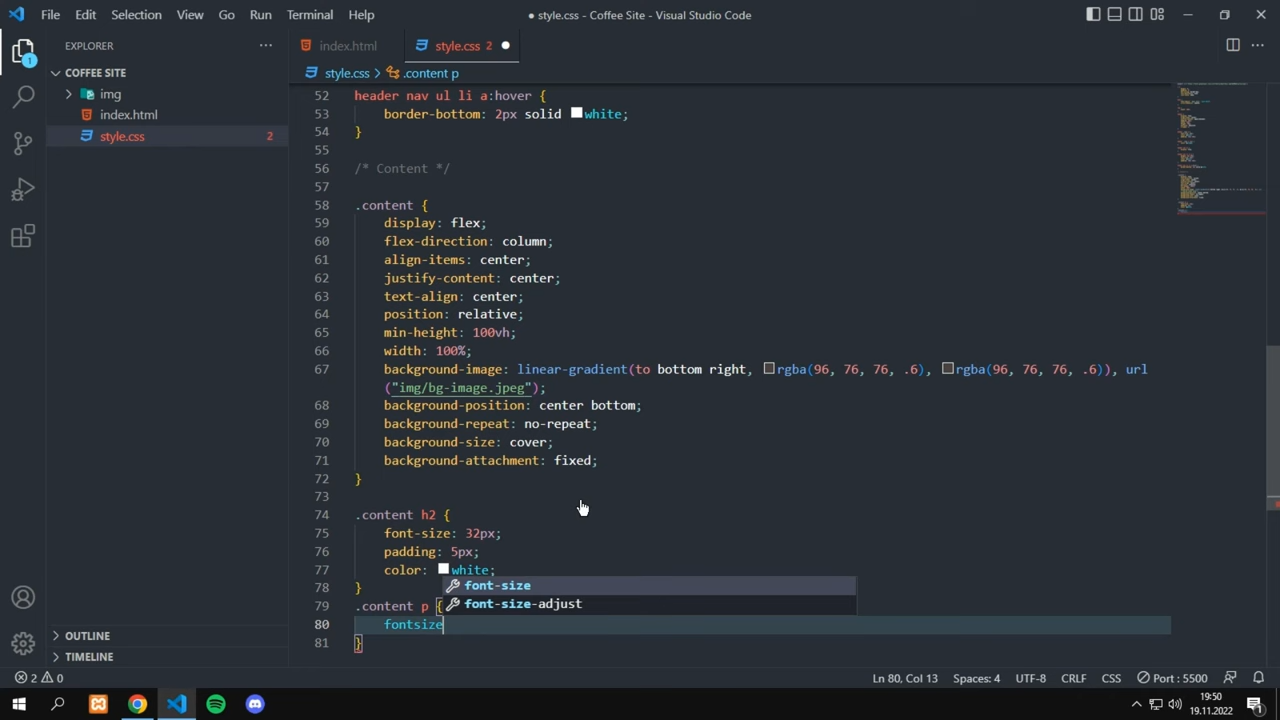 File Edit Selection View Go Run Terminal Help
● style.css - Coffee Site - Visual Studio Code
EXPLORER
index.html
style.css 2
COFFEE SITE
style.css > .content p
img
index.html
style.css 2
52 header nav ul li a:hover {
53 border-bottom: 2px solid white;
54 }
55
56 /* Content */
57
58 .content {
59 display: flex;
60 flex-direction: column;
61 align-items: center;
62 justify-content: center;
63 text-align: center;
64 position: relative;
65 min-height: 100vh;
66 width: 100%;
67 background-image: linear-gradient(to bottom right, rgba(96, 76, 76, .6), rgba(96, 76, 76, .6)), url
("img/bg-image.jpeg");
68 background-position: center bottom;
69 background-repeat: no-repeat;
70 background-size: cover;
71 background-attachment: fixed;
72 }
73
74 .content h2 {
75 font-size: 32px;
76 padding: 5px;
77 color: white;
78 }
font-size
font-size-adjust
79 .content p {
80 fontsize
81 }
OUTLINE
TIMELINE
2 0
Ln 80, Col 13 Spaces: 4 UTF-8 CRLF CSS Port : 5500
19:50
19.11.2022
1
1